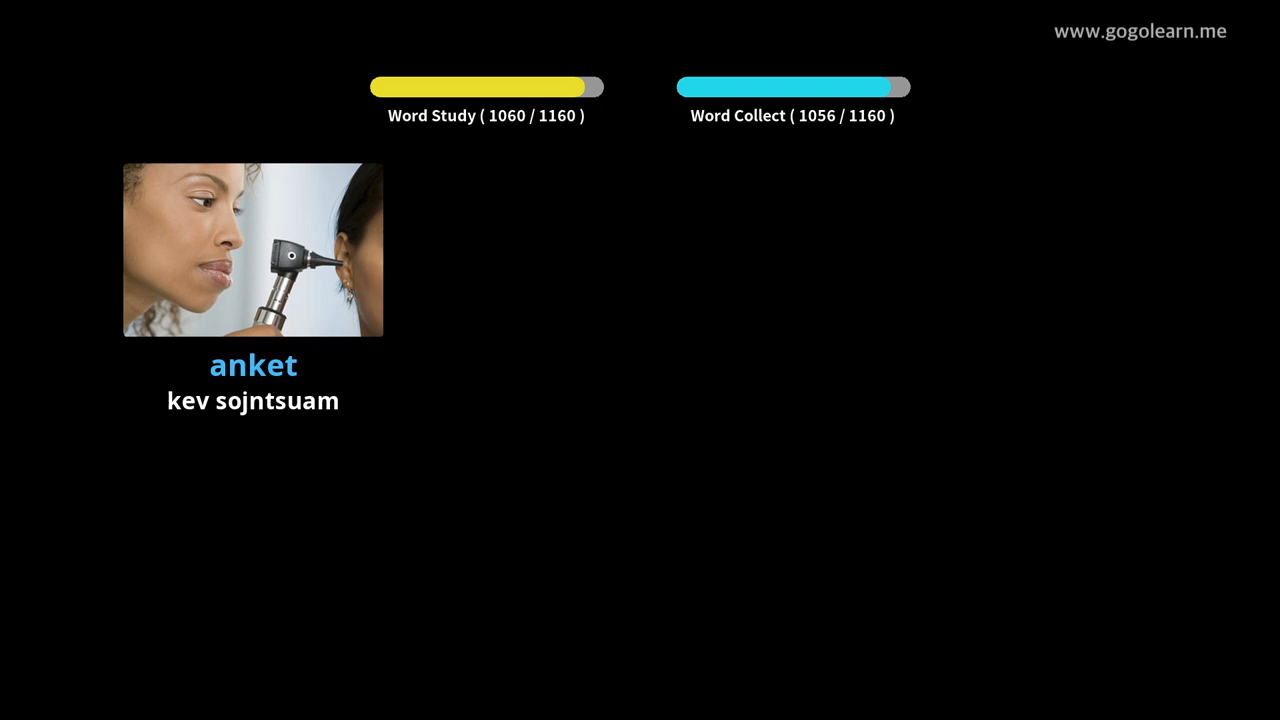 www.gogolearn.me
Word Study ( 1060 / 1160 )
Word Collect ( 1056 / 1160 )
anket
kev sojntsuam